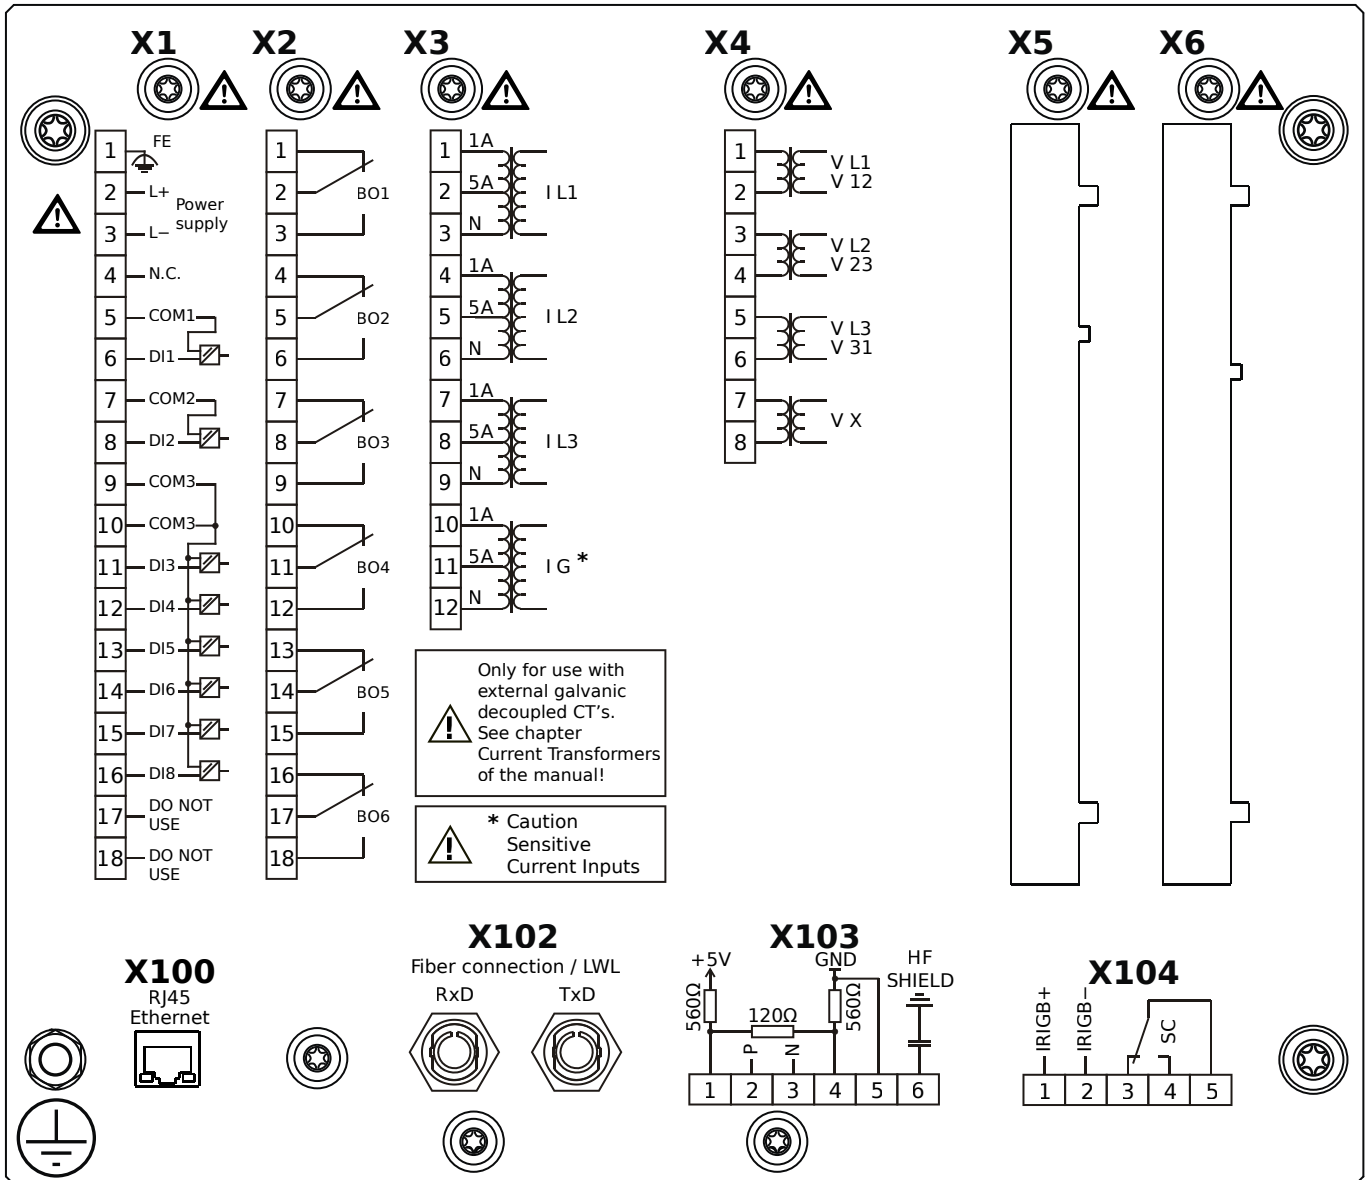 X1
X2
X3
X4
X5
X6
1
FE
2
L+
Power
supply
3
L−
4
N.C.
5
COM1
6
DI1
7
COM2
8
DI2
9
COM3
10
COM3
11
DI3
12
DI4
13
DI5
14
DI6
15
DI7
16
DI8
17
DO NOT
USE
18
DO NOT
USE
1
2
BO1
3
4
5
BO2
6
7
8
BO3
9
10
11
BO4
12
13
14
BO5
15
16
17
BO6
18
1
1A
2
5A
I L1
3
N
4
1A
5
5A
I L2
6
N
7
1A
8
5A
I L3
9
N
10
1A
11
5A
I G *
12
N
1
2
V L1
V 12
3
4
V L2
V 23
5
6
V L3
V 31
7
8
V X
Only for use with
external galvanic
decoupled CT's.
See chapter
Current Transformers
of the manual!
* Caution
Sensitive
Current Inputs
X100
RJ45
Ethernet
X102
Fiber connection / LWL
RxD
TxD
X103
+5V
GND
HF
SHIELD
560Ω
120Ω
560Ω
P
N
1 2 3 4 5 6
X104
IRIGB+
IRIGB−
SC
1 2 3 4 5